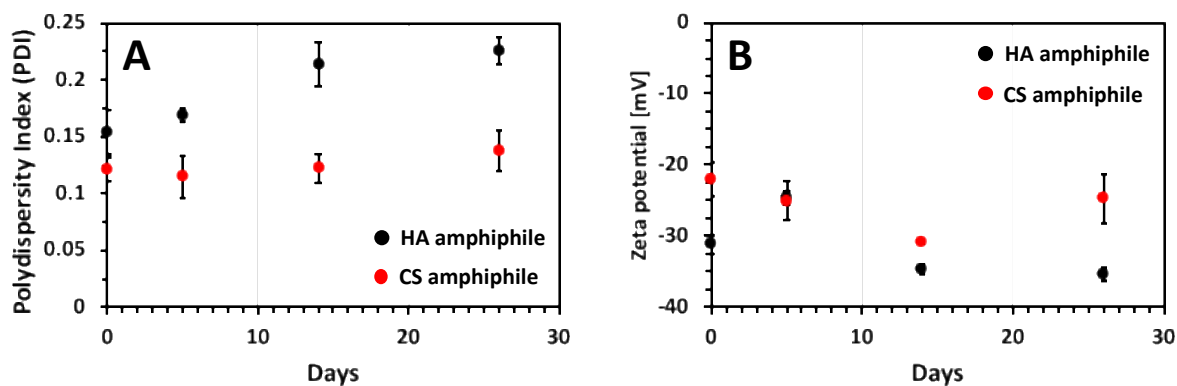 A
Polydispersity Index (PDI)
0.25
0.2
0.15
0.1
0.05
0
HA amphiphile
CS amphiphile
0
10
20
30
Days
B
Zeta potential [mV]
0
-10
-20
-30
-40
HA amphiphile
CS amphiphile
0
10
20
30
Days